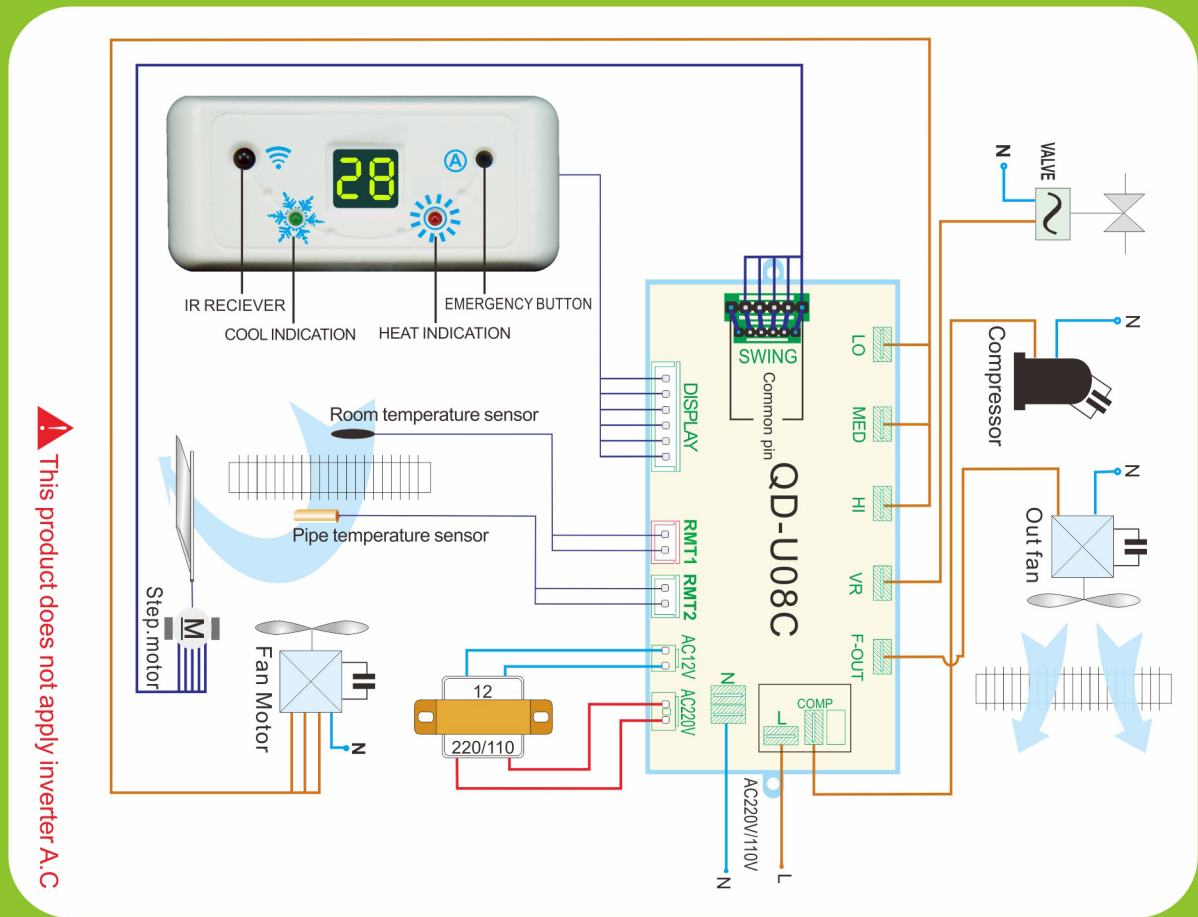 28
A
IR RECIEVER
EMERGENCY BUTTON
COOL INDICATION
HEAT INDICATION
Room temperature sensor
Pipe temperature sensor
Step.motor
M
Fan Motor
N
12
220/110
SWING
Common pin
DISPLAY
QD-U08C
RMT1
RMT2
AC12V
AC220V
N
L
COMP
LO
MED
HI
VR
F-OUT
AC220V/110V
N
L
N
VALVE
N
Compressor
N
Out fan
! This product does not apply inverter A.C